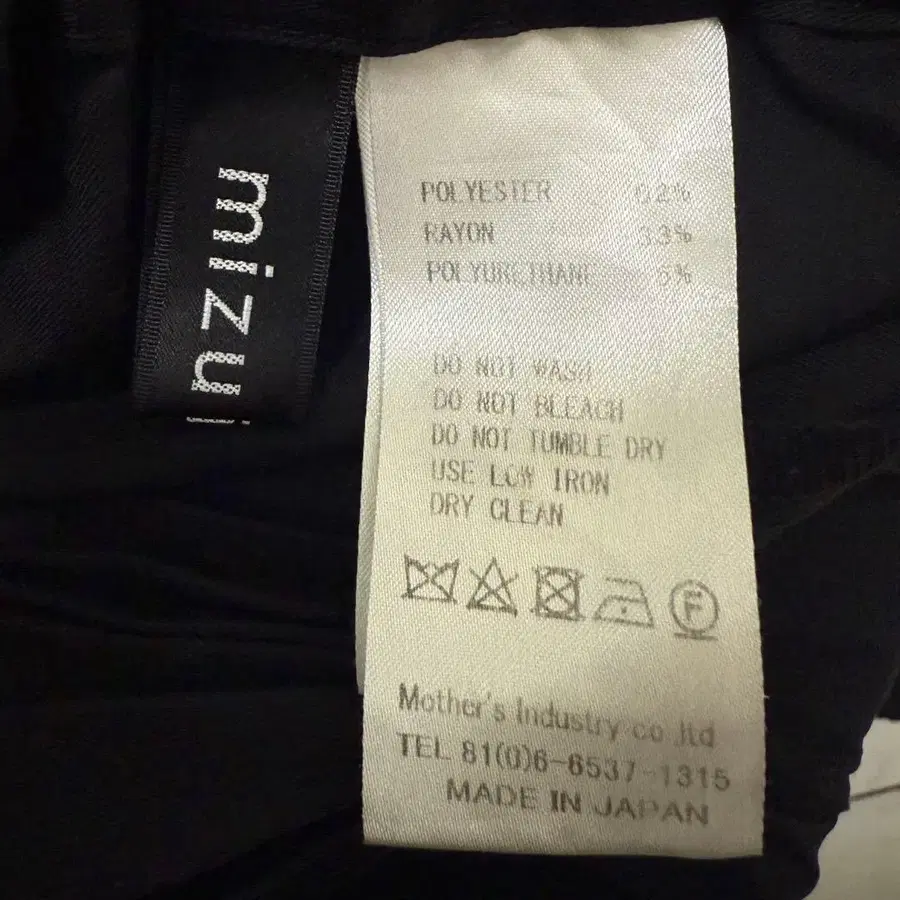 mizu
POLYESTER
RAYON 33%
POLYURETHANE 5%
DO NOT WASH
DO NOT BLEACH
DO NOT TUMBLE DRY
USE LOW IRON
DRY CLEAN
F
Mother's Industry co.ltd
TEL 81(0)6-6537-1315
MADE IN JAPAN